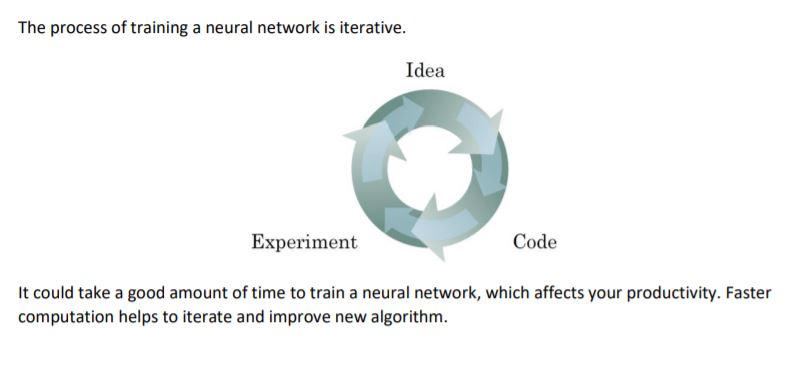 The process of training a neural network is iterative.
Idea
Experiment
Code
It could take a good amount of time to train a neural network, which affects your productivity. Faster
computation helps to iterate and improve new algorithm.